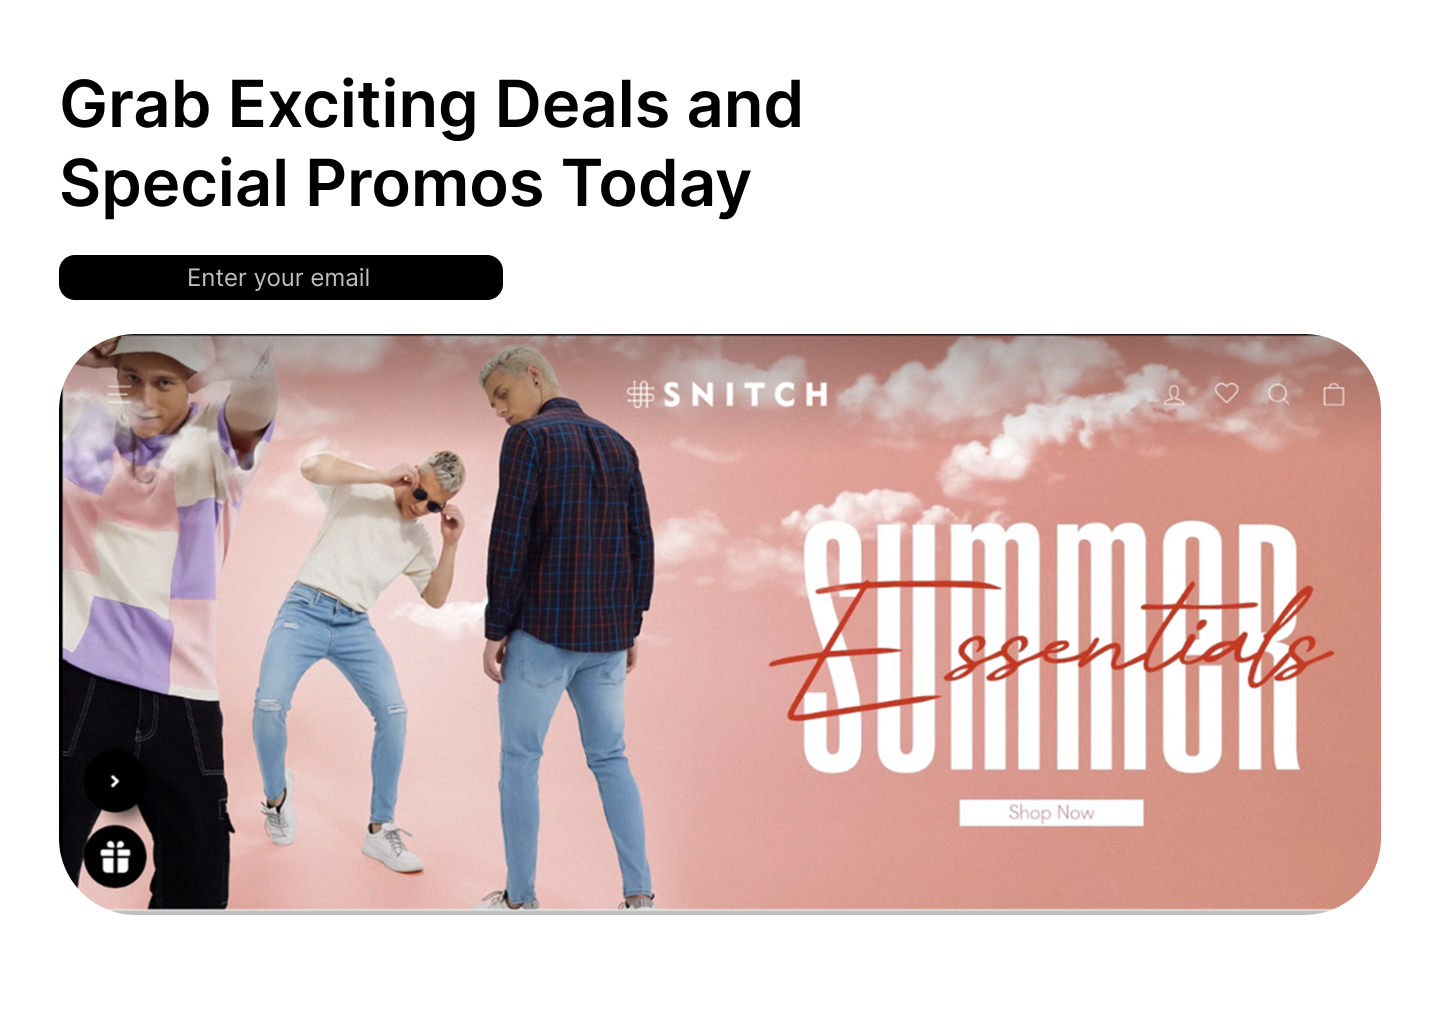 Grab Exciting Deals and
Special Promos Today
Enter your email
SNITCH
SUMMER
Essentials
Shop Now